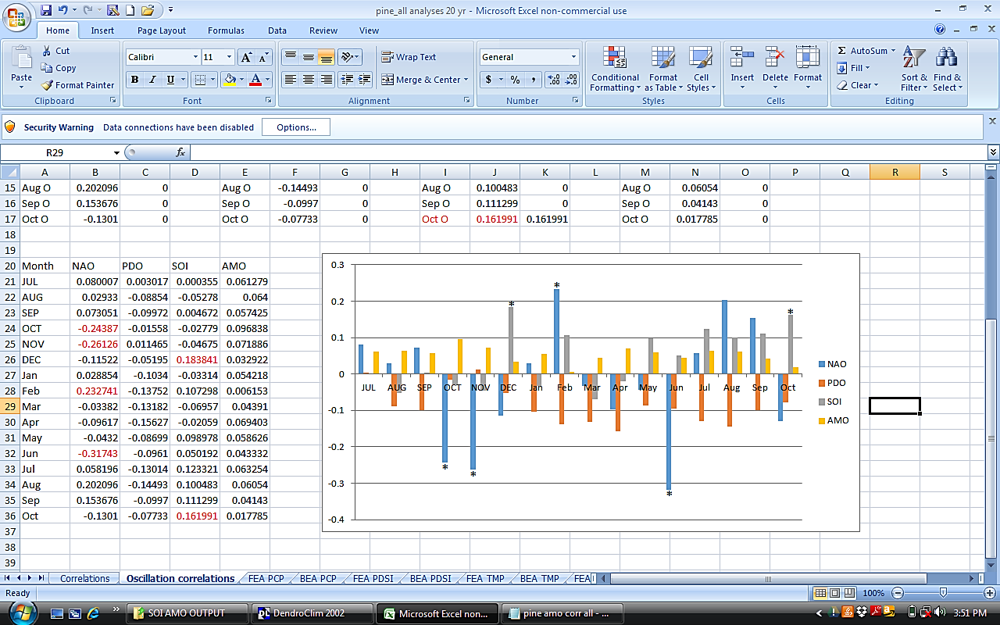 pine_all analyses 20 yr - Microsoft Excel non-commercial use
Home Insert Page Layout Formulas Data Review View
Paste Cut Copy Format Painter Clipboard
Calibri 11 A A B I U A Font
Wrap Text Merge & Center Alignment
General $ % , .0 .00 .00 .0 Number
Conditional Formatting Format as Table Cell Styles Styles
Insert Delete Format Cells
Σ AutoSum Fill Clear Sort & Filter Find & Select Editing
Security Warning Data connections have been disabled Options...
R29 fx
A B C D E F G H I J K L M N O P Q R S
15 Aug O 0.202096 0 Aug O -0.14493 0 Aug O 0.100483 0 Aug O 0.06054 0
16 Sep O 0.153676 0 Sep O -0.0997 0 Sep O 0.111299 0 Sep O 0.04143 0
17 Oct O -0.1301 0 Oct O -0.07733 0 Oct O 0.161991 0.161991 Oct O 0.017785 0
18
19
20 Month NAO PDO SOI AMO
21 JUL 0.080007 0.003017 0.000355 0.061279
22 AUG 0.02933 -0.08854 -0.05278 0.064
23 SEP 0.073051 -0.09972 0.004672 0.057425
24 OCT -0.24387 -0.01558 -0.02779 0.096838
25 NOV -0.26126 0.011465 -0.04675 0.071886
26 DEC -0.11522 -0.05195 0.183841 0.032922
27 Jan 0.028854 -0.1034 -0.03314 0.054218
28 Feb 0.232741 -0.13752 0.107298 0.006153
29 Mar -0.03382 -0.13182 -0.06957 0.04391
30 Apr -0.09617 -0.15627 -0.02059 0.069403
31 May -0.0432 -0.08699 0.098978 0.058626
32 Jun -0.31743 -0.0961 0.050192 0.043332
33 Jul 0.058196 -0.13014 0.123321 0.063254
34 Aug 0.202096 -0.14493 0.100483 0.06054
35 Sep 0.153676 -0.0997 0.111299 0.04143
36 Oct -0.1301 -0.07733 0.161991 0.017785
37
38
39
0.3
0.2
0.1
0
-0.1
-0.2
-0.3
-0.4
* * * * * * *
JUL AUG SEP OCT NOV DEC Jan Feb Mar Apr May Jun Jul Aug Sep Oct
NAO
PDO
SOI
AMO
Correlations Oscillation correlations FEA PCP BEA PCP FEA PDSI BEA PDSI FEA TMP BEA TMP FEA
Ready 100%
SOI AMO OUTPUT DendroClim 2002 Microsoft Excel non... pine amo corr all - ... 3:51 PM